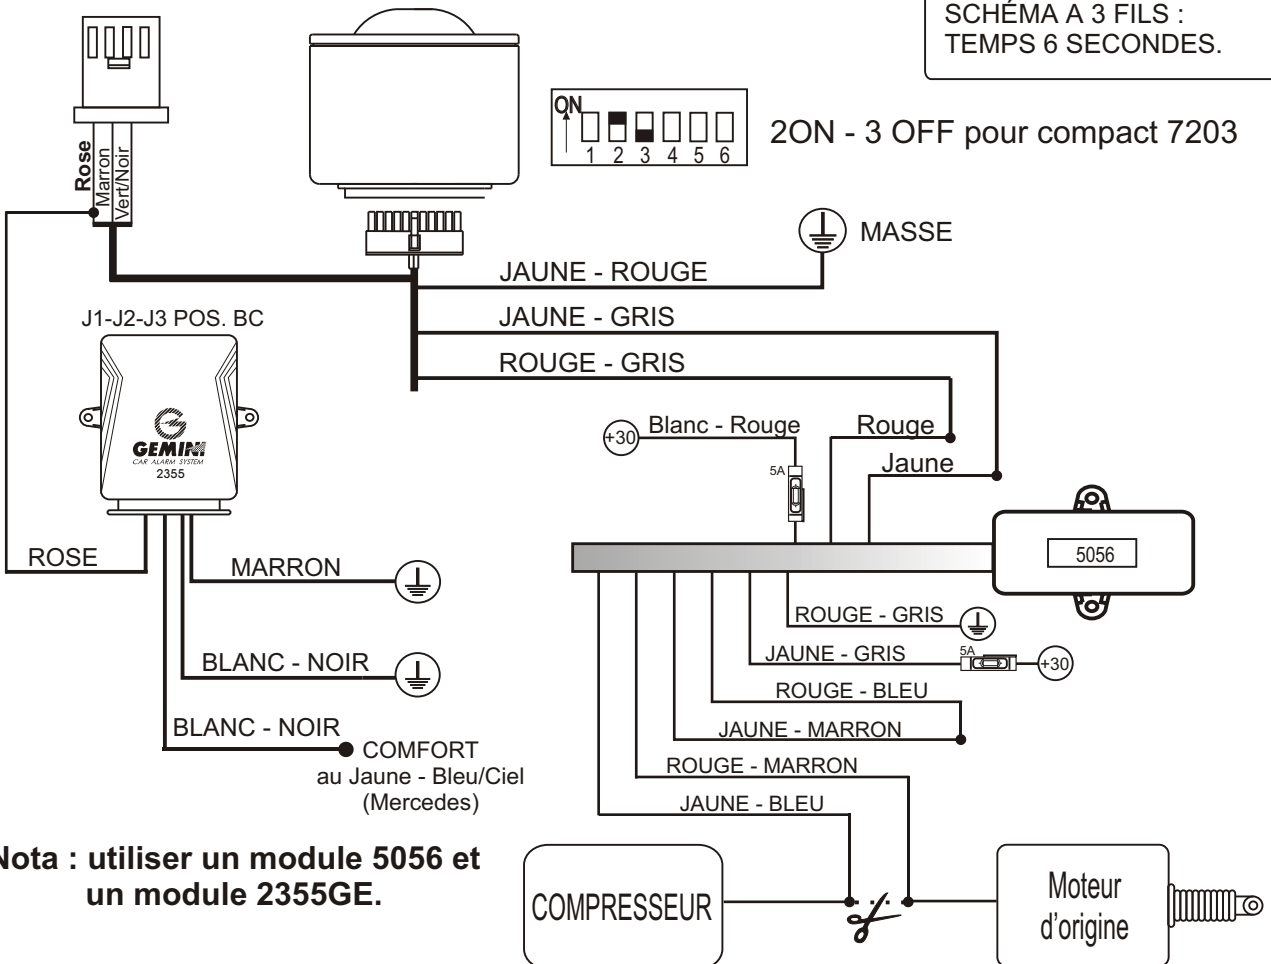 SCHÉMA A 3 FILS :
TEMPS 6 SECONDES.
ON
1 2 3 4 5 6
2ON - 3 OFF pour compact 7203
Rose
Marron
Vert/Noir
MASSE
JAUNE - ROUGE
JAUNE - GRIS
ROUGE - GRIS
J1-J2-J3 POS. BC
GEMINI
CAR ALARM SYSTEM
2355
+30
Blanc - Rouge
Rouge
5A
Jaune
5056
ROSE
MARRON
BLANC - NOIR
BLANC - NOIR
COMFORT
au Jaune - Bleu/Ciel
(Mercedes)
ROUGE - GRIS
JAUNE - GRIS
5A
+30
ROUGE - BLEU
JAUNE - MARRON
ROUGE - MARRON
JAUNE - BLEU
Nota : utiliser un module 5056 et
un module 2355GE.
COMPRESSEUR
Moteur
d'origine